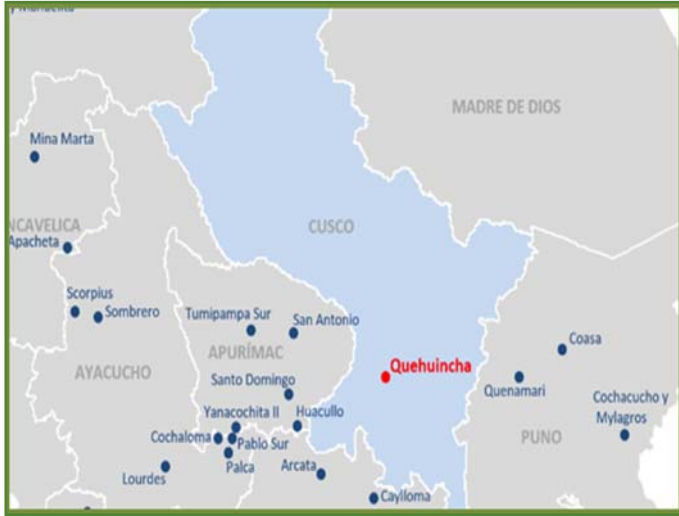 MADRE DE DIOS
Mina Marta
NCAVELICA
Apacheta
CUSCO
Scorpius
Sombrero
Tumipampa Sur
San Antonio
APURÍMAC
AYACUCHO
Quehuincha
Coasa
Santo Domingo
Quenamari
Cochacucho y
Mylagros
Yanacochita II
Huacullo
Cochaloma
Pablo Sur
PUNO
Palca
Lourdes
Arcata
Caylloma